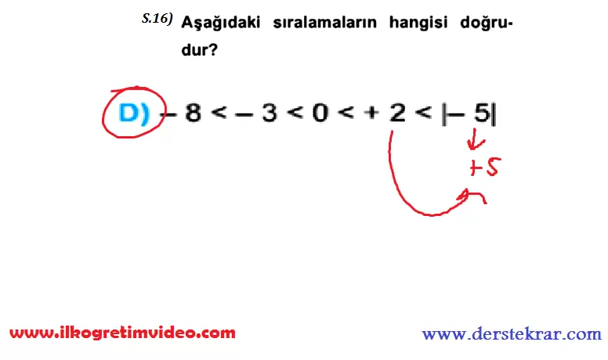 S.16) Aşağıdaki sıralamaların hangisi doğru-
dur?
D) – 8 < – 3 < 0 < + 2 < |– 5|
+5
www.ilkogretimvideo.com
www.derstekrar.com